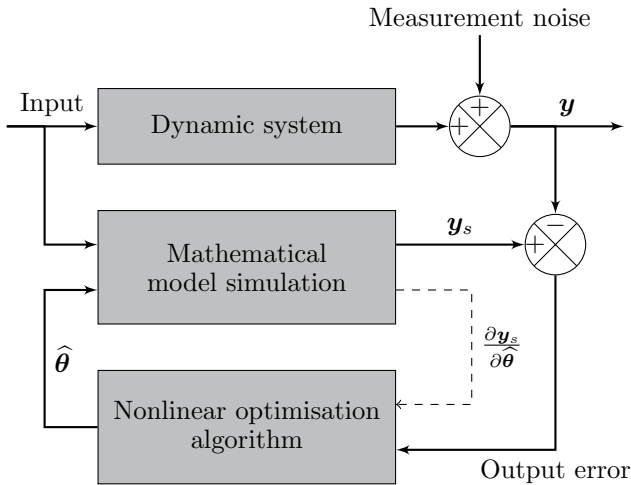 Measurement noise
Input
Dynamic system
+
+
y
Mathematical
model simulation
y_s
+
−
∂y_s
∂θ̂
θ̂
Nonlinear optimisation
algorithm
Output error